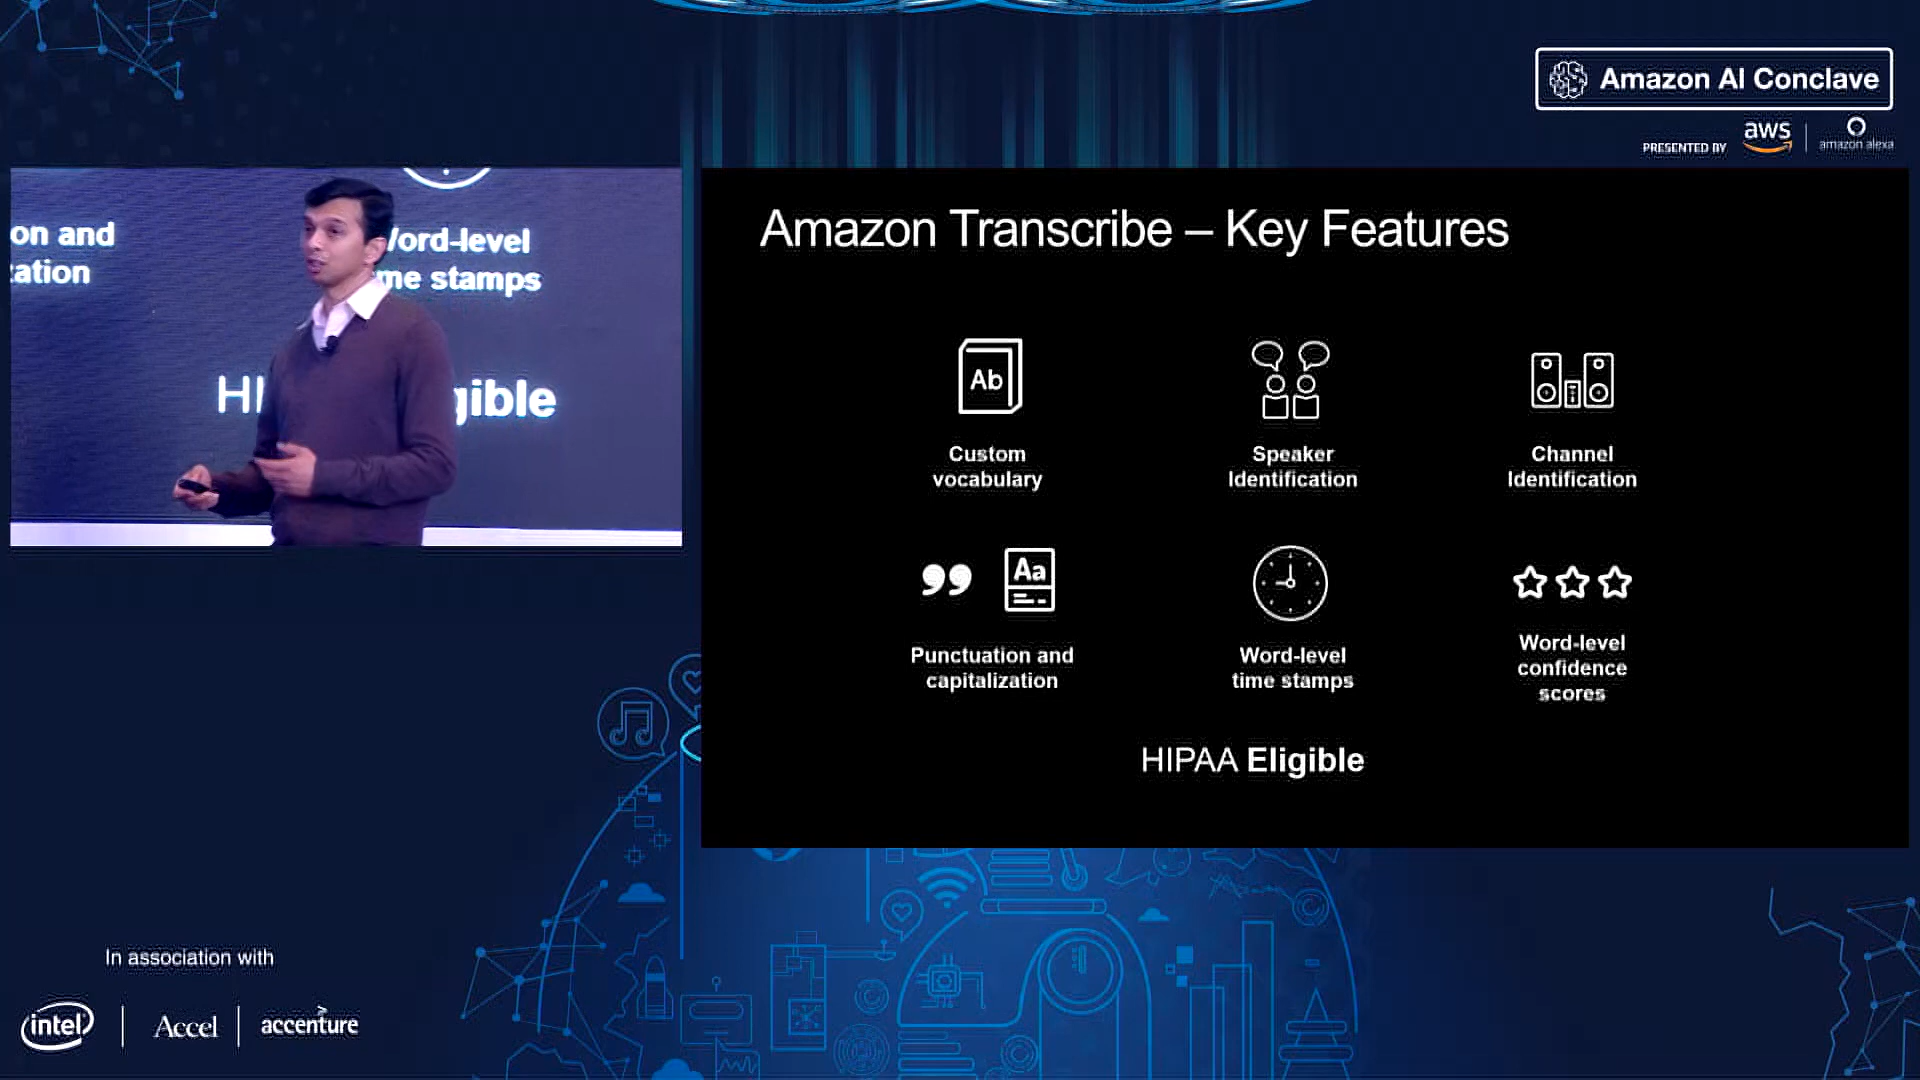 Amazon AI Conclave
PRESENTED BY
aws
amazon alexa
on and
ation
Word-level
me stamps
HI
gible
Amazon Transcribe – Key Features
Ab
Custom
vocabulary
Speaker
Identification
Channel
Identification
Aa
Punctuation and
capitalization
Word-level
time stamps
Word-level
confidence
scores
HIPAA Eligible
In association with
intel
Accel
accenture